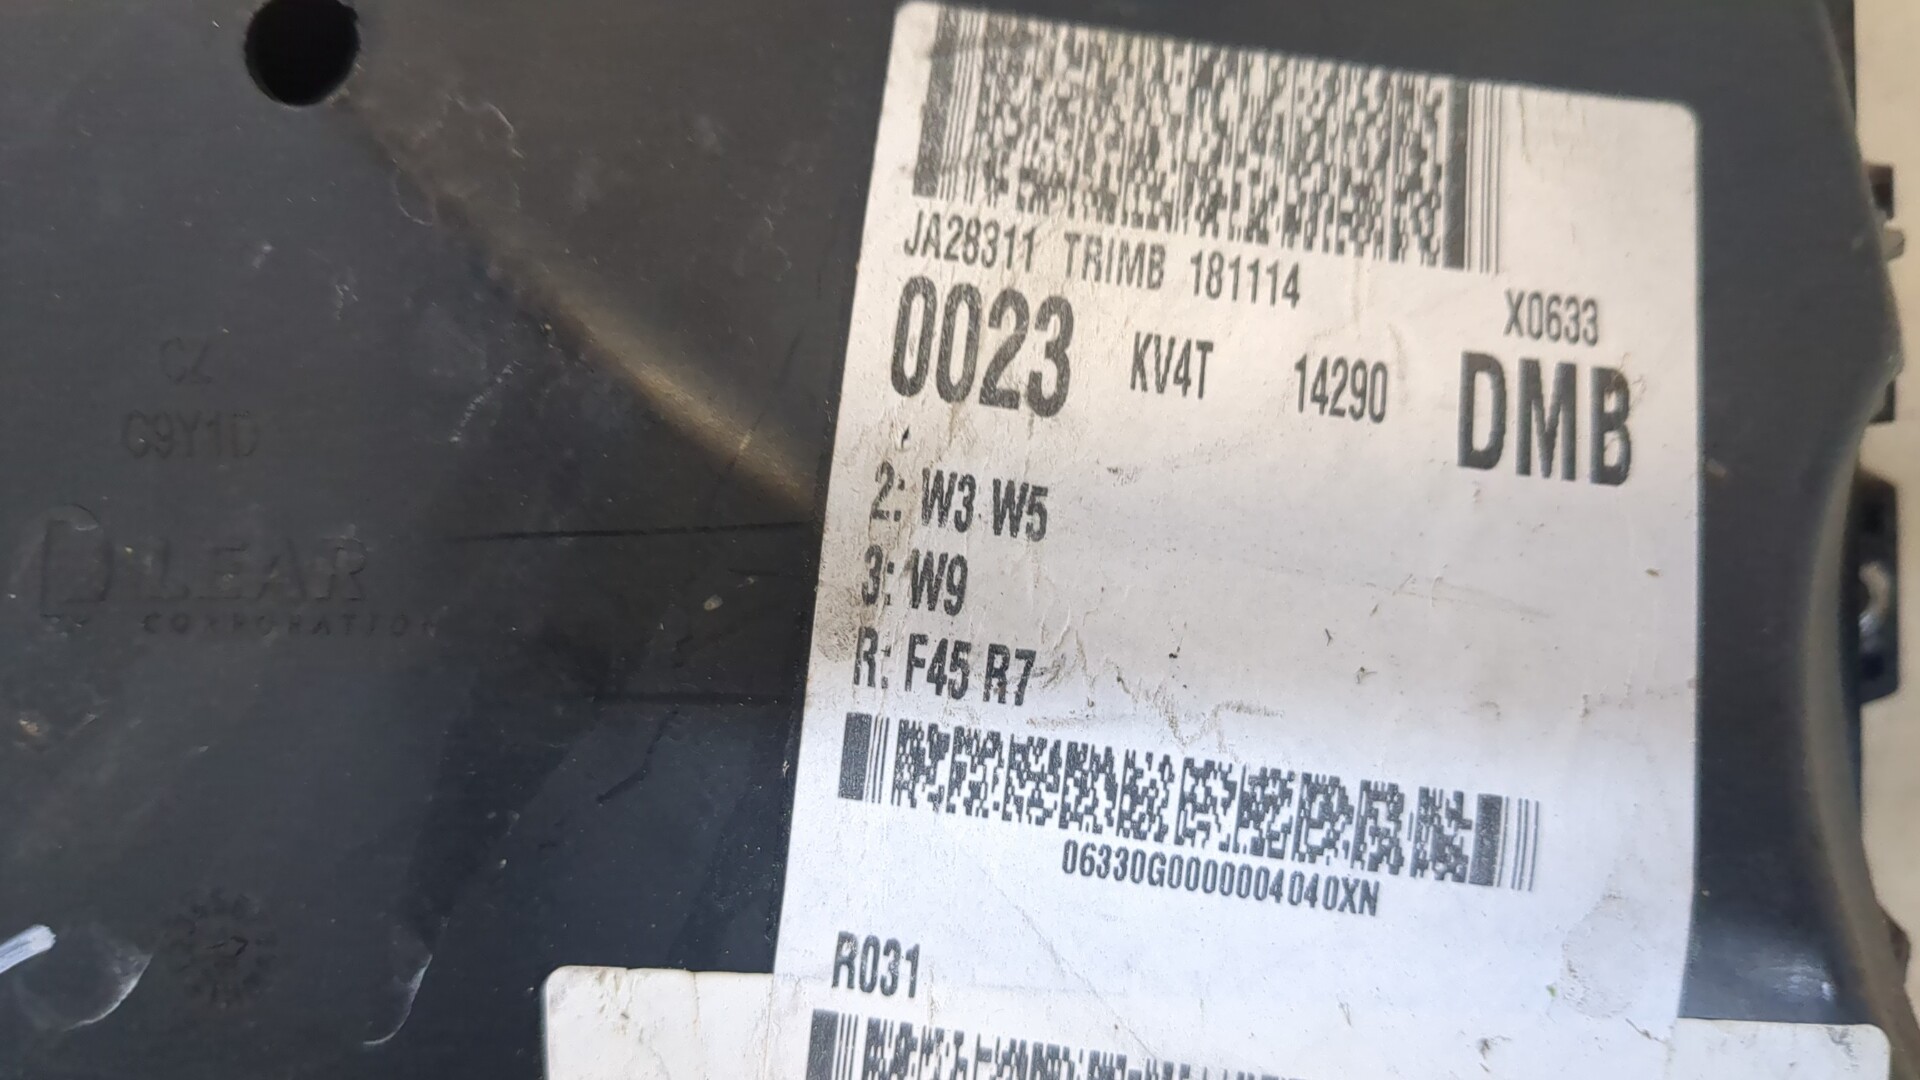 JA28311 TRIMB 181114
X0633
0023 KV4T 14290 DMB
2: W3 W5
3: W9
R: F45 R7
06330G0000004040XN
R031
CZ
G9Y1D
LEAR
CORPORATION